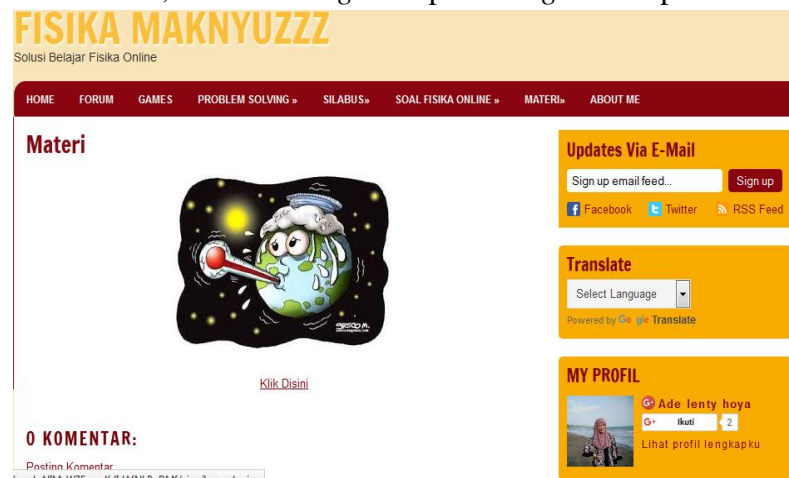 FISIKA MAKNYUZZZ
Solusi Belajar Fisika Online
HOME FORUM GAMES PROBLEM SOLVING » SILABUS» SOAL FISIKA ONLINE » MATERI» ABOUT ME
Materi
Klik Disini
0 KOMENTAR:
Posting Komentar
Updates Via E-Mail
Sign up email feed... Sign up
Facebook Twitter RSS Feed
Translate
Select Language
Powered by Google Translate
MY PROFIL
Ade lenty hoya
G+ Ikuti 2
Lihat profil lengkapku